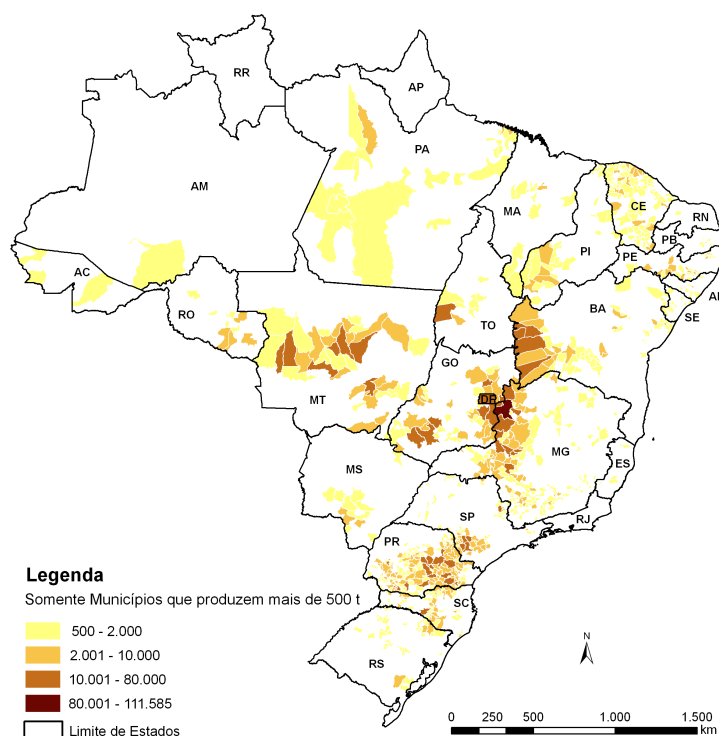 RR
AP
AM
PA
MA
CE
RN
PB
PE
PI
AL
SE
BA
AC
RO
TO
MT
GO
DF
MG
ES
MS
SP
RJ
PR
SC
RS
Legenda
Somente Municípios que produzem mais de 500 t
500 - 2.000
2.001 - 10.000
10.001 - 80.000
80.001 - 111.585
Limite de Estados
N
0 250 500 1.000 1.500
km